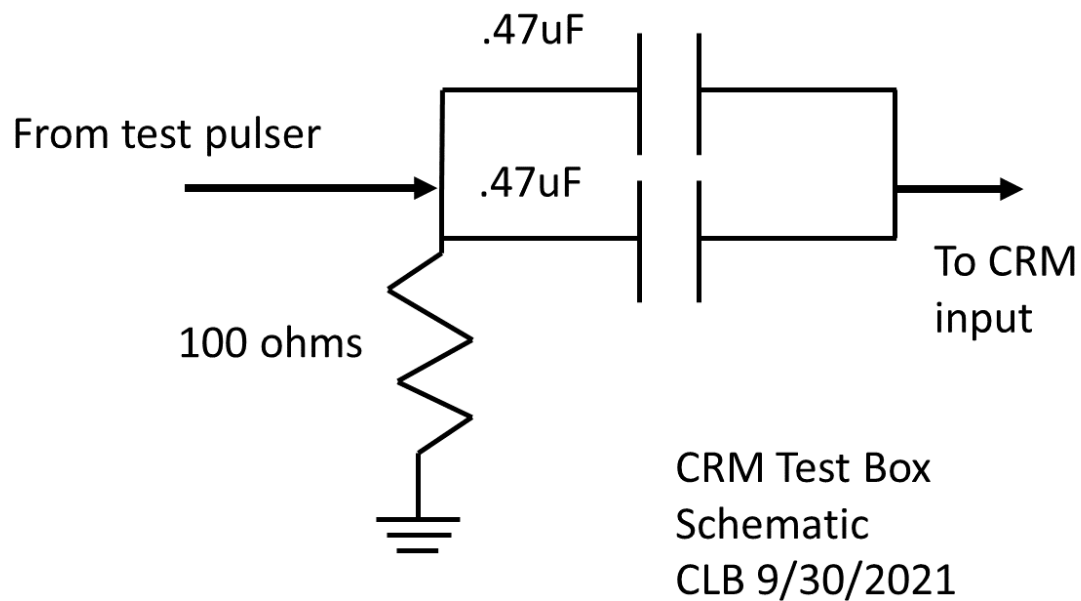 .47uF
From test pulser
.47uF
To CRM
input
100 ohms
CRM Test Box
Schematic
CLB 9/30/2021